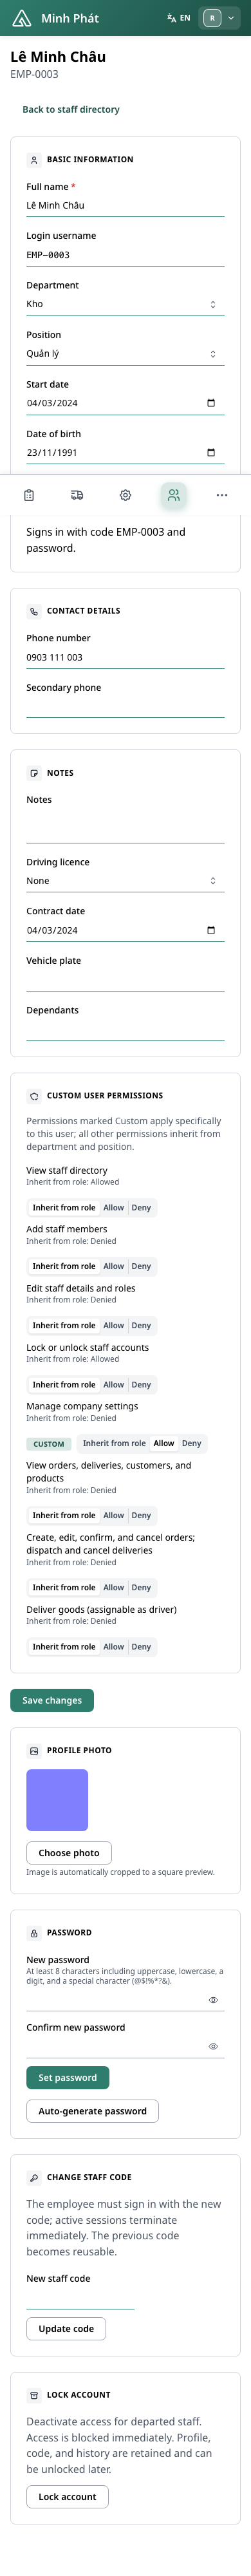 Minh Phát
EN
R
Lê Minh Châu
EMP-0003
Back to staff directory
BASIC INFORMATION
Full name *
Lê Minh Châu
Login username
EMP-0003
Department
Kho
Position
Quản lý
Start date
04/03/2024
Date of birth
23/11/1991
Signs in with code EMP-0003 and
password.
CONTACT DETAILS
Phone number
0903 111 003
Secondary phone
NOTES
Notes
Driving licence
None
Contract date
04/03/2024
Vehicle plate
Dependants
CUSTOM USER PERMISSIONS
Permissions marked Custom apply specifically
to this user; all other permissions inherit from
department and position.
View staff directory
Inherit from role: Allowed
Inherit from role Allow Deny
Add staff members
Inherit from role: Denied
Inherit from role Allow Deny
Edit staff details and roles
Inherit from role: Denied
Inherit from role Allow Deny
Lock or unlock staff accounts
Inherit from role: Allowed
Inherit from role Allow Deny
Manage company settings
Inherit from role: Denied
CUSTOM Inherit from role Allow Deny
View orders, deliveries, customers, and
products
Inherit from role: Denied
Inherit from role Allow Deny
Create, edit, confirm, and cancel orders;
dispatch and cancel deliveries
Inherit from role: Denied
Inherit from role Allow Deny
Deliver goods (assignable as driver)
Inherit from role: Denied
Inherit from role Allow Deny
Save changes
PROFILE PHOTO
Choose photo
Image is automatically cropped to a square preview.
PASSWORD
New password
At least 8 characters including uppercase, lowercase, a
digit, and a special character (@$!%*?&).
Confirm new password
Set password
Auto-generate password
CHANGE STAFF CODE
The employee must sign in with the new
code; active sessions terminate
immediately. The previous code
becomes reusable.
New staff code
Update code
LOCK ACCOUNT
Deactivate access for departed staff.
Access is blocked immediately. Profile,
code, and history are retained and can
be unlocked later.
Lock account